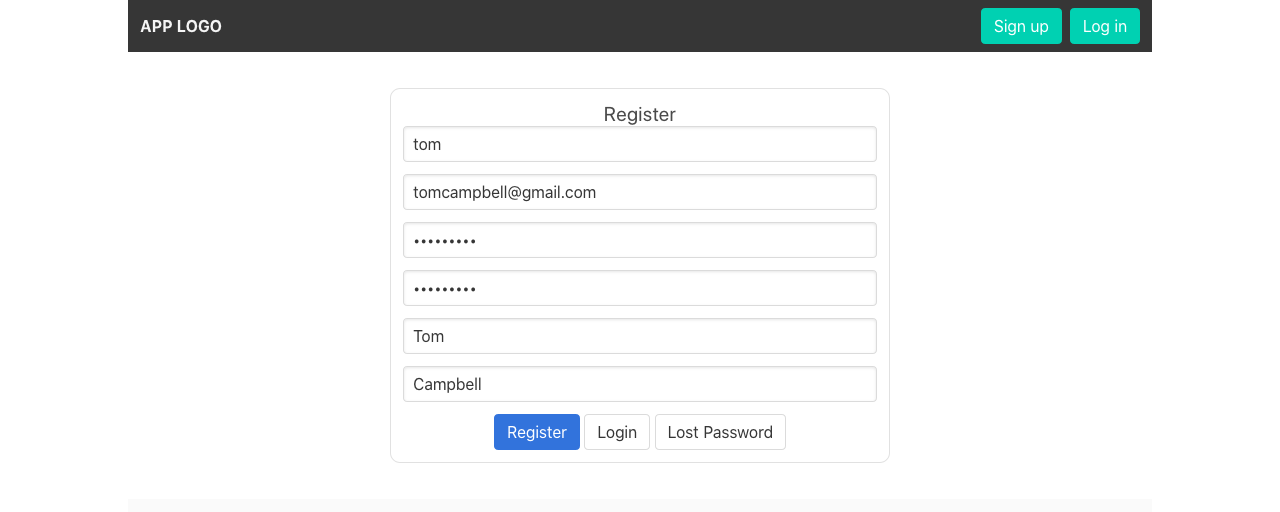 APP LOGO Sign up Log in
Register
tom
tomcampbell@gmail.com
•••••••••
•••••••••
Tom
Campbell
Register Login Lost Password